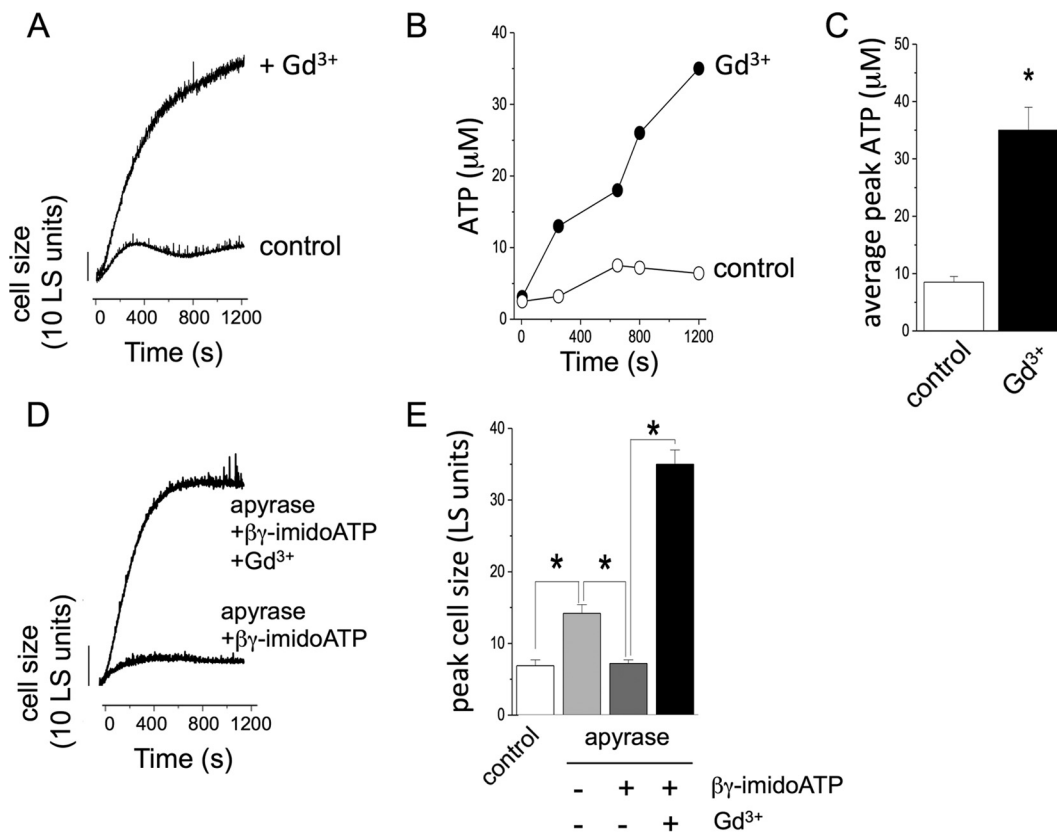 A
+ Gd³⁺
control
cell size
(10 LS units)
0 400 800 1200
Time (s)
B
40
30
20
10
0
ATP (μM)
Gd³⁺
control
0 400 800 1200
Time (s)
C
50
40
30
20
10
0
average peak ATP (μM)
*
control
Gd³⁺
D
apyrase
+βγ-imidoATP
+Gd³⁺
apyrase
+βγ-imidoATP
cell size
(10 LS units)
0 400 800 1200
Time (s)
E
40
30
20
10
0
peak cell size (LS units)
* * *
control
apyrase
- + + βγ-imidoATP
- - + Gd³⁺